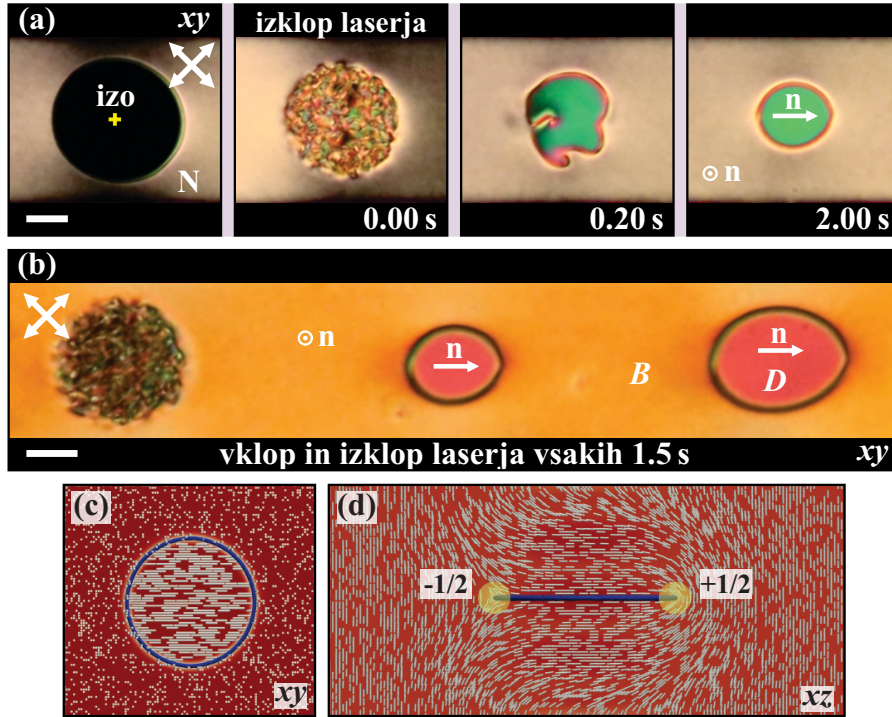 (a)
xy
izklop laserja
izo
n
N
n
0.00 s
0.20 s
2.00 s
(b)
n
n
n
B
D
vklop in izklop laserja vsakih 1.5 s
xy
(c)
(d)
-1/2
+1/2
xy
xz